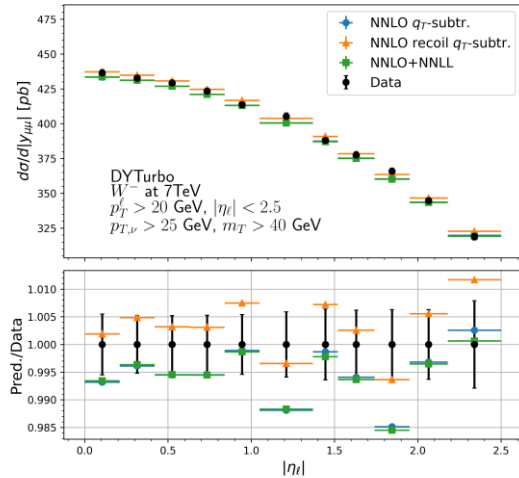 475
450
425
400
375
350
325
dσ/d|y_{μμ}| [pb]
NNLO q_T-subtr.
NNLO recoil q_T-subtr.
NNLO+NNLL
Data
DYTurbo
W^- at 7TeV
p_T^ℓ > 20 GeV, |η_ℓ| < 2.5
p_{T,ν} > 25 GeV, m_T > 40 GeV
1.010
1.005
1.000
0.995
0.990
0.985
Pred./Data
0.0 0.5 1.0 1.5 2.0 2.5
|η_ℓ|